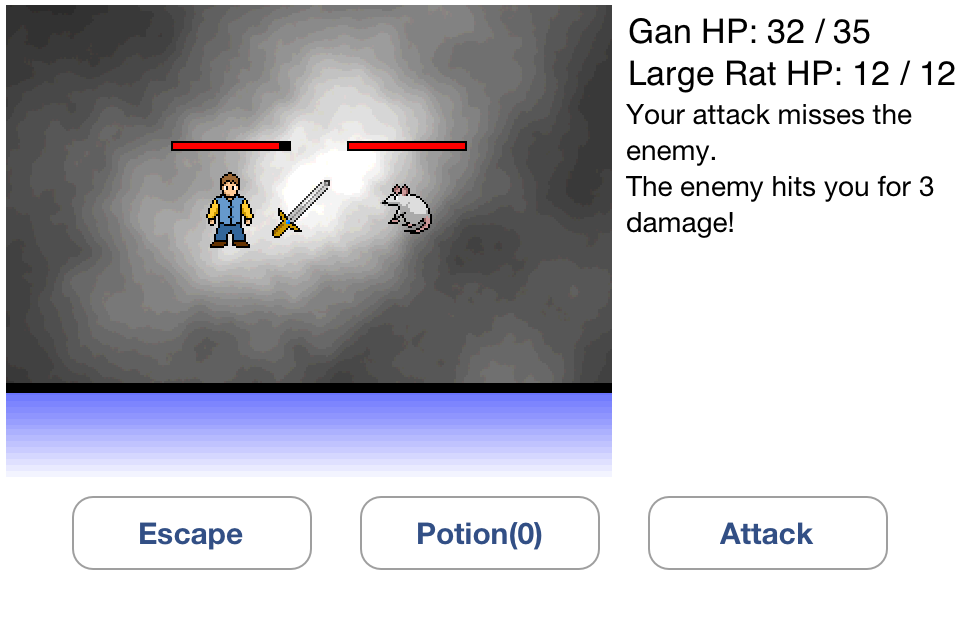 Gan HP: 32 / 35
Large Rat HP: 12 / 12
Your attack misses the
enemy.
The enemy hits you for 3
damage!
Escape
Potion(0)
Attack